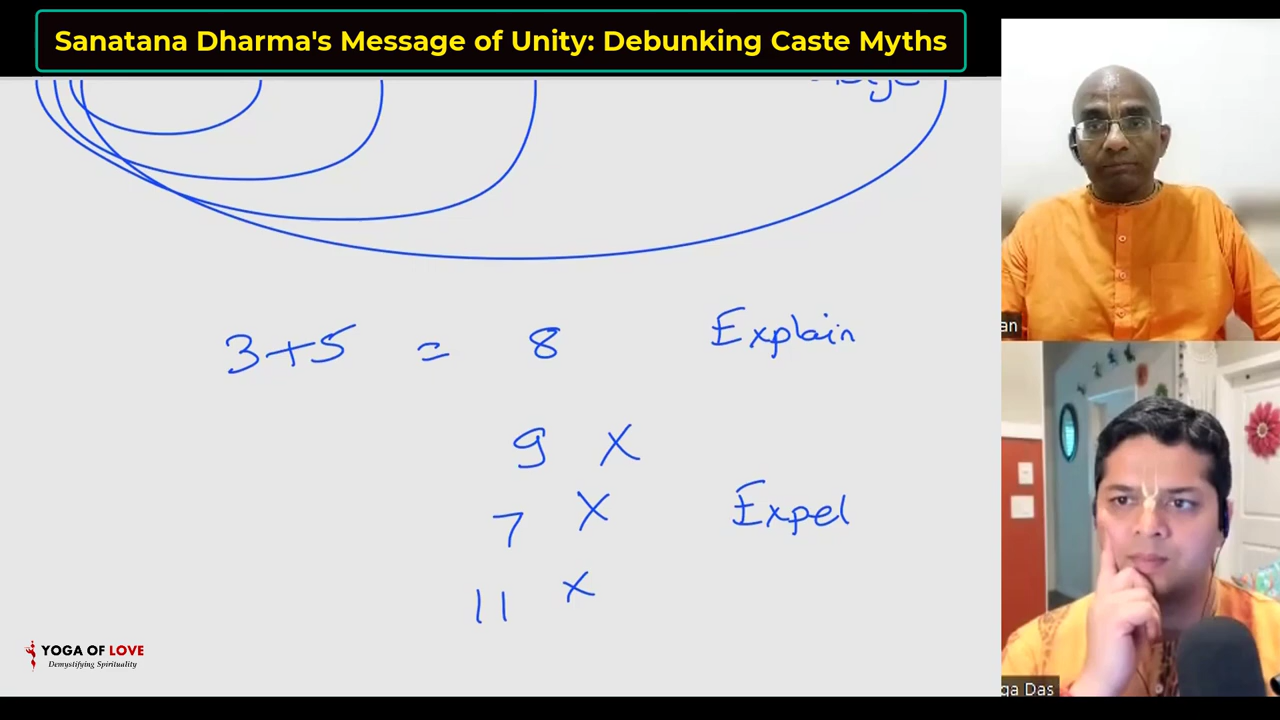 Sanatana Dharma's Message of Unity: Debunking Caste Myths
3+5 = 8 Explain
9 X
7 X Expel
11 X
YOGA OF LOVE
Demystifying Spirituality
an
ga Das